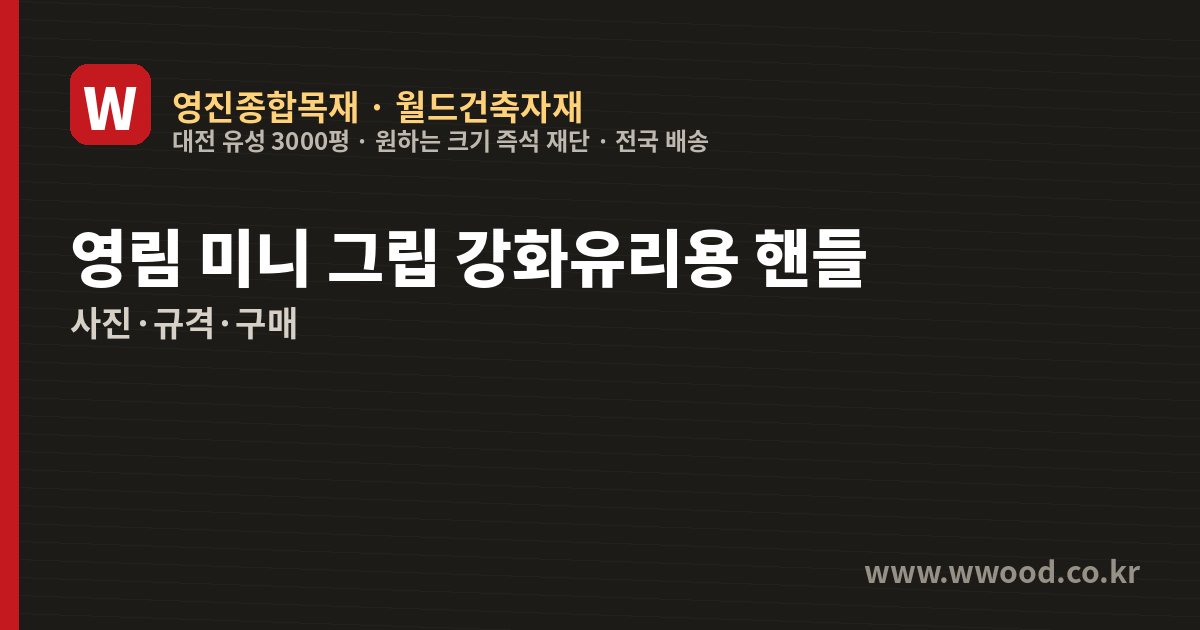 W
영진종합목재 · 월드건축자재
대전 유성 3000평 · 원하는 크기 즉석 재단 · 전국 배송
영림 미니 그립 강화유리용 핸들
사진·규격·구매
www.wwood.co.kr